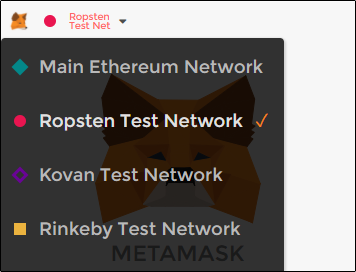 Ropsten
Test Net
Main Ethereum Network
Ropsten Test Network
Kovan Test Network
Rinkeby Test Network
METAMASK